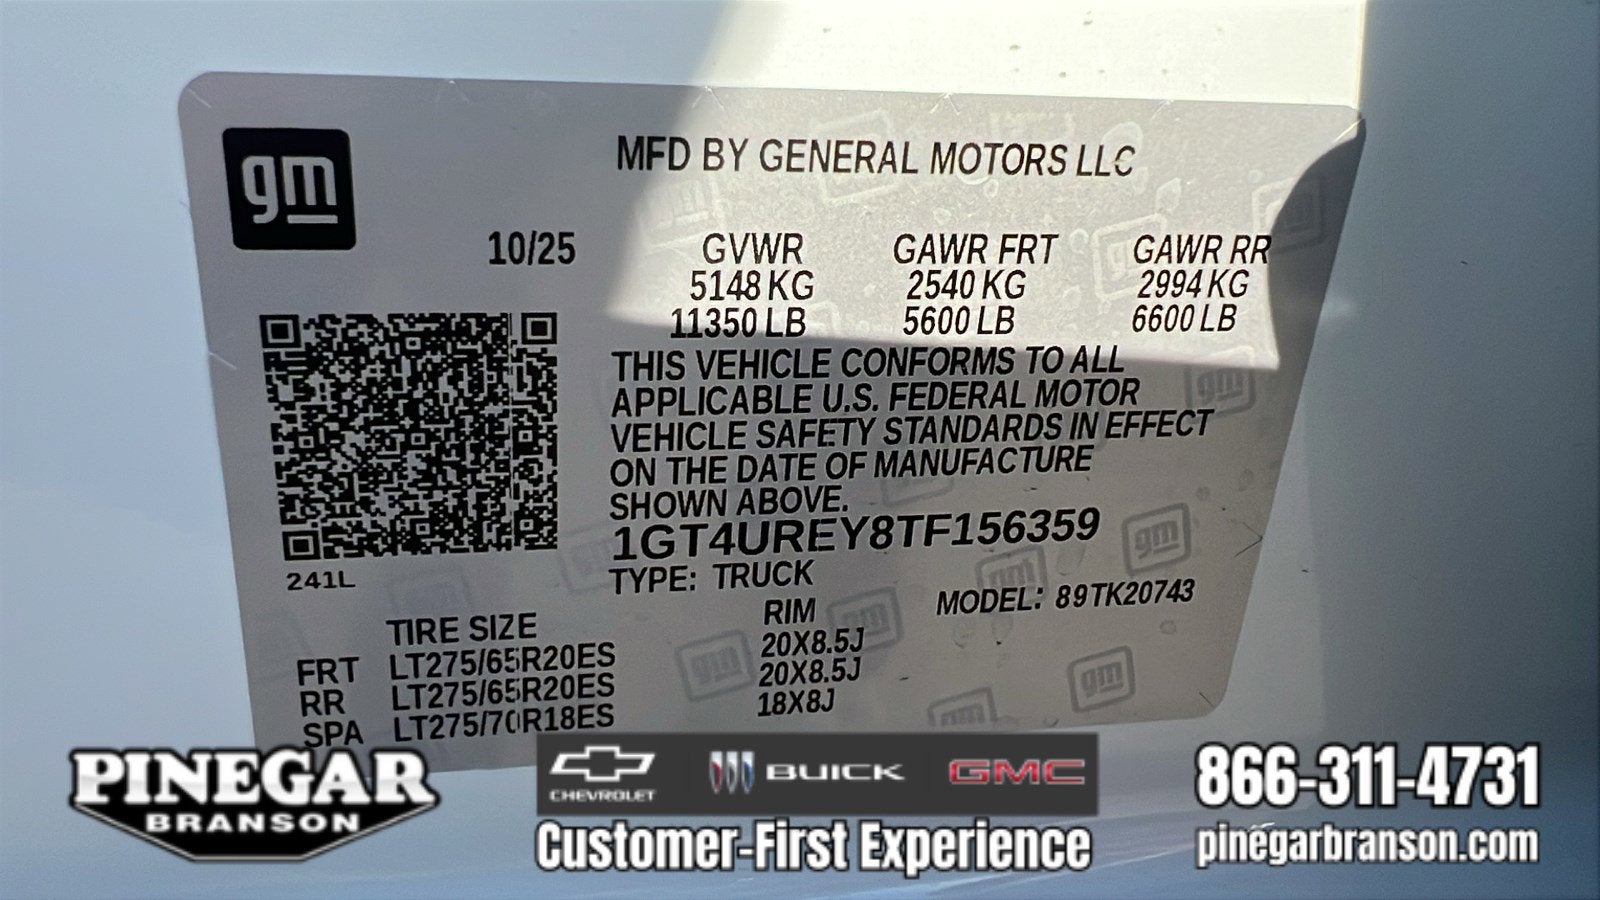 gm
MFD BY GENERAL MOTORS LLC
10/25
GVWR GAWR FRT GAWR RR
5148 KG 2540 KG 2994 KG
11350 LB 5600 LB 6600 LB
THIS VEHICLE CONFORMS TO ALL
APPLICABLE U.S. FEDERAL MOTOR
VEHICLE SAFETY STANDARDS IN EFFECT
ON THE DATE OF MANUFACTURE
SHOWN ABOVE.
1GT4UREY8TF156359
TYPE: TRUCK MODEL: 89TK20743
241L
TIRE SIZE RIM
FRT LT275/65R20ES 20X8.5J
RR LT275/65R20ES 20X8.5J
SPA LT275/70R18ES 18X8J
PINEGAR
BRANSON
CHEVROLET BUICK GMC
Customer-First Experience
866-311-4731
pinegarbranson.com